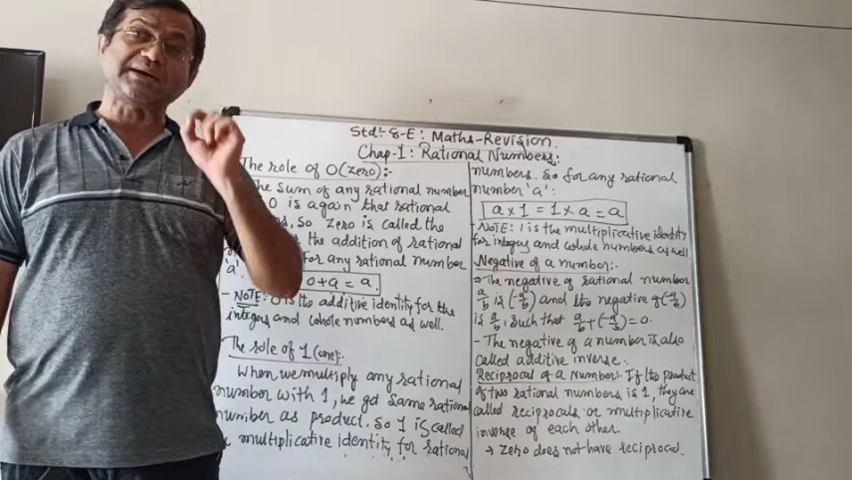 Std:- 8-E : Maths-Revision.
Chap-1: Rational Numbers:
The role of 0 (zero):-
The sum of any rational number
0 is again that rational
so zero is called the
the addition of rational
For any rational number
'a'.
0+a = a.
- NOTE: 0 is the additive identity for the
integers and whole numbers as well.
The role of 1 (one):-
When we multiply any rational
number with 1, we get same rational
number as product. So 1 is called
multiplicative identity for rational
numbers. So for any rational
number 'a':
a × 1 = 1 × a = a
- NOTE: 1 is the multiplicative identity
for integers and whole numbers as well.
Negative of a number:-
→ The negative of rational number
a/b is (-a/b) and the negative of (-a/b)
is a/b. Such that a/b + (-a/b) = 0.
- The negative of a number is also
called additive inverse.
Reciprocal of a Number: If the product
of two rational numbers is 1, they are
called reciprocals or multiplicative
inverse of each other.
→ Zero does not have reciprocal.